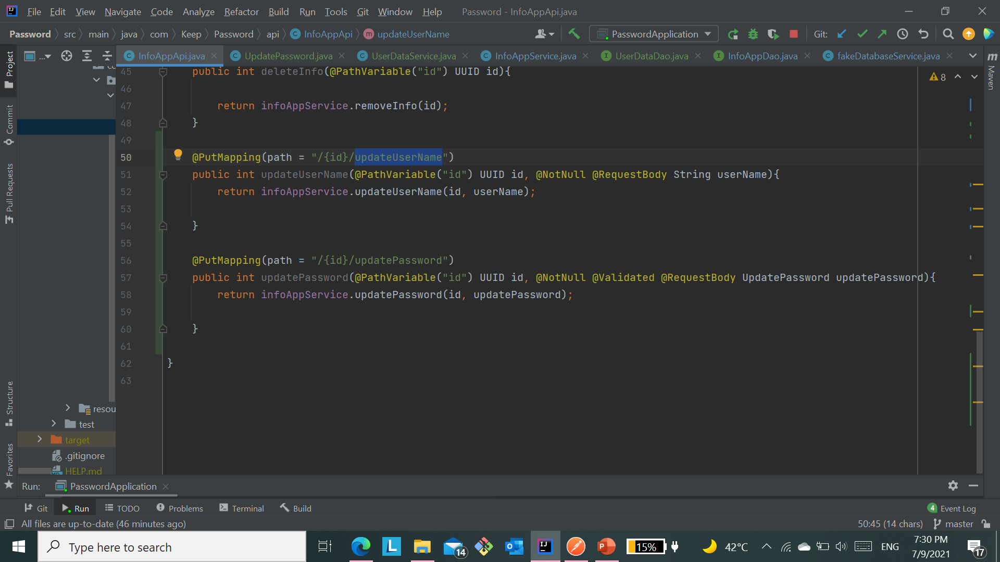 File Edit View Navigate Code Analyze Refactor Build Run Tools Git Window Help Password - InfoAppApi.java
Password src main java com Keep Password api InfoAppApi updateUserName PasswordApplication Git:
... InfoAppApi.java UpdatePassword.java UserDataService.java InfoAppService.java UserDataDao.java InfoAppDao.java fakeDatabaseService.java
Project
Commit
Pull Requests
Structure
Favorites
Maven
8
45 public int deleteInfo(@PathVariable("id") UUID id){
46
47 return infoAppService.removeInfo(id);
48 }
49
50 @PutMapping(path = "/{id}/updateUserName")
51 public int updateUserName(@PathVariable("id") UUID id, @NotNull @RequestBody String userName){
52 return infoAppService.updateUserName(id, userName);
53
54 }
55
56 @PutMapping(path = "/{id}/updatePassword")
57 public int updatePassword(@PathVariable("id") UUID id, @NotNull @Validated @RequestBody UpdatePassword updatePassword){
58 return infoAppService.updatePassword(id, updatePassword);
59
60 }
61
62 }
63
resou
test
target
.gitignore
HELP.md
Run: PasswordApplication
Git Run TODO Problems Terminal Build 4 Event Log
All files are up-to-date (46 minutes ago) 50:45 (14 chars) master
Type here to search 14 15% 42°C ENG 7:30 PM 7/9/2021 17